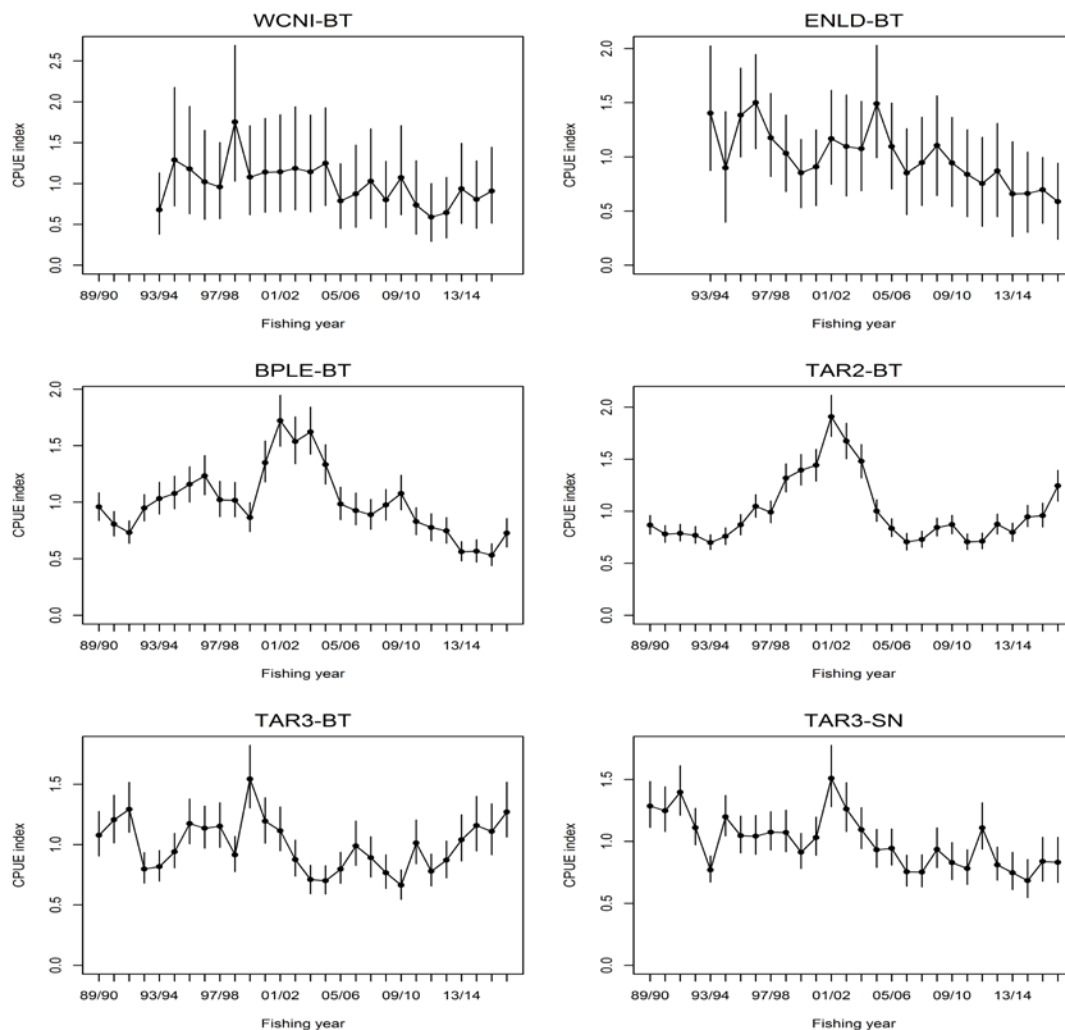 WCNI-BT
CPUE index
0.0 0.5 1.0 1.5 2.0 2.5
89/90 93/94 97/98 01/02 05/06 09/10 13/14
Fishing year
ENLD-BT
CPUE index
0.0 0.5 1.0 1.5 2.0
93/94 97/98 01/02 05/06 09/10 13/14
Fishing year
BPLE-BT
CPUE index
0.0 0.5 1.0 1.5 2.0
89/90 93/94 97/98 01/02 05/06 09/10 13/14
Fishing year
TAR2-BT
CPUE index
0.0 0.5 1.0 1.5 2.0
89/90 93/94 97/98 01/02 05/06 09/10 13/14
Fishing year
TAR3-BT
CPUE index
0.0 0.5 1.0 1.5
89/90 93/94 97/98 01/02 05/06 09/10 13/14
Fishing year
TAR3-SN
CPUE index
0.0 0.5 1.0 1.5
89/90 93/94 97/98 01/02 05/06 09/10 13/14
Fishing year